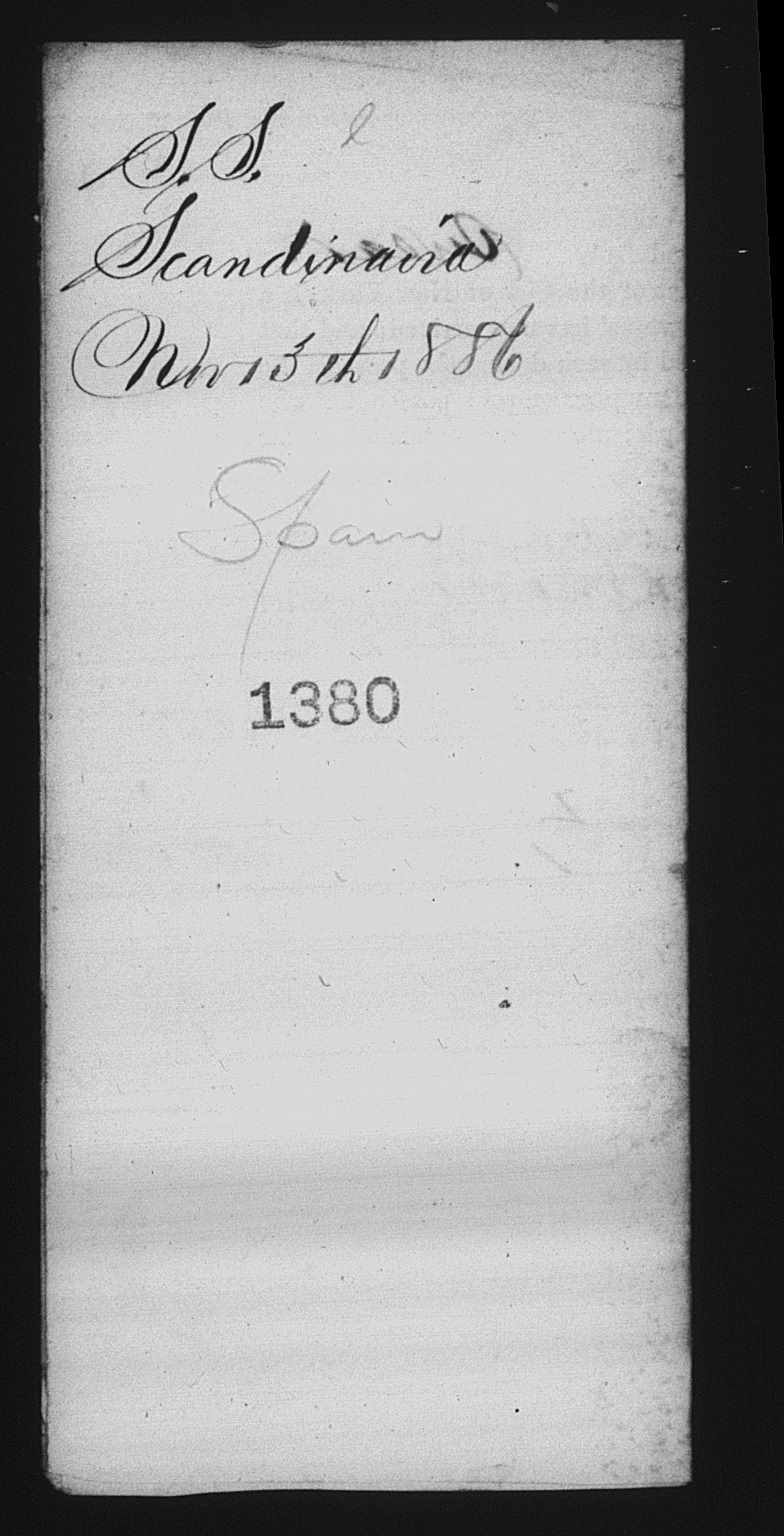 S.S.
Scandinavia
Nov 13th 1886
Spain
1380